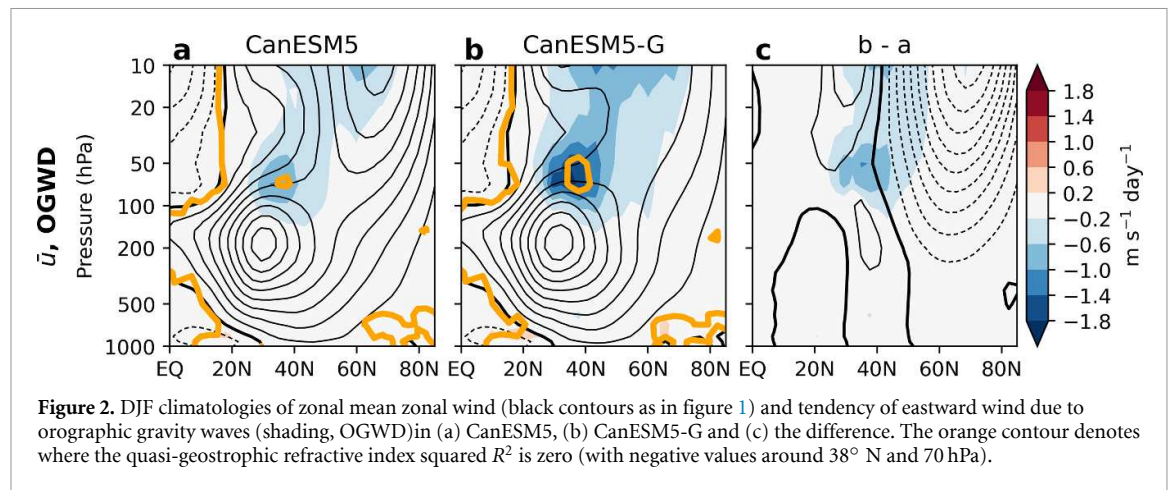 a CanESM5
b CanESM5-G
c b - a
ū, OGWD
Pressure (hPa)
10
20
50
100
200
500
1000
EQ 20N 40N 60N 80N
EQ 20N 40N 60N 80N
EQ 20N 40N 60N 80N
1.8
1.4
1.0
0.6
0.2
−0.2
−0.6
−1.0
−1.4
−1.8
m s⁻¹ day⁻¹
Figure 2. DJF climatologies of zonal mean zonal wind (black contours as in figure 1) and tendency of eastward wind due to
orographic gravity waves (shading, OGWD)in (a) CanESM5, (b) CanESM5-G and (c) the difference. The orange contour denotes
where the quasi-geostrophic refractive index squared R² is zero (with negative values around 38° N and 70 hPa).